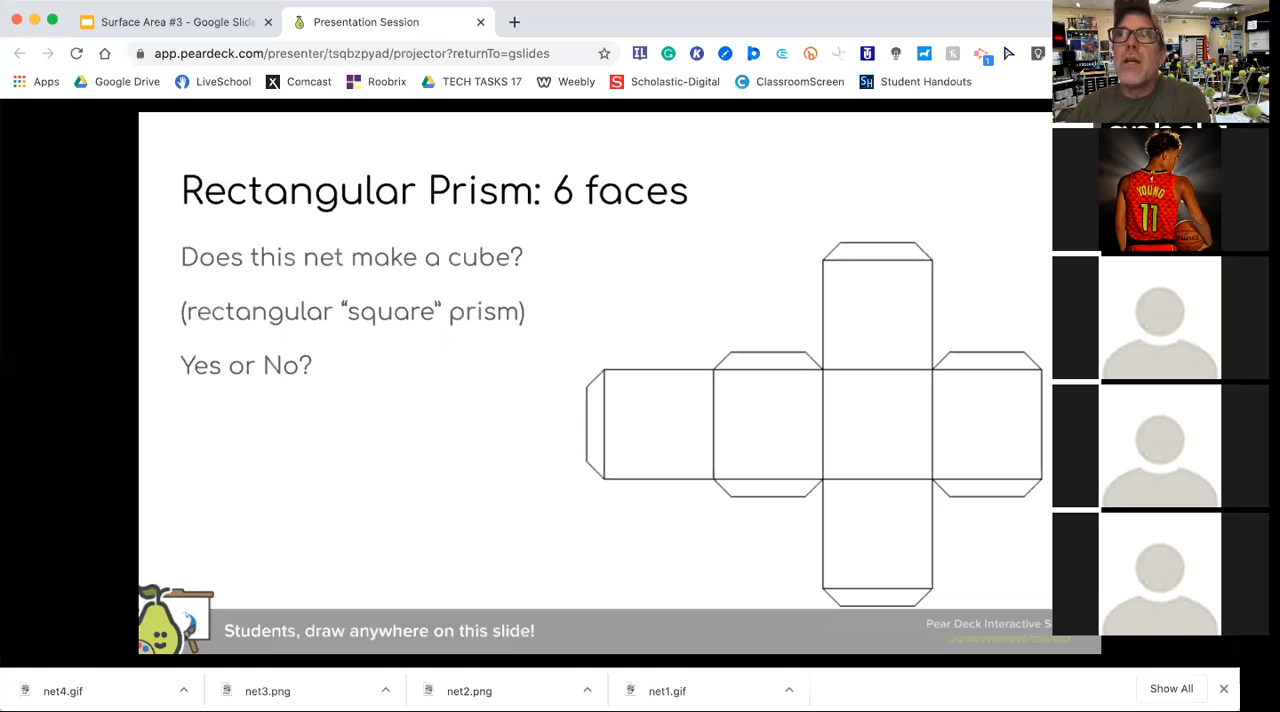 Surface Area #3 - Google Slide
Presentation Session
app.peardeck.com/presenter/tsqbpyad/projector?returnTo=gslides
Apps
Google Drive
LiveSchool
Comcast
Rootrix
TECH TASKS 17
Weebly
Scholastic-Digital
ClassroomScreen
Student Handouts
YOUNG
11
Rectangular Prism: 6 faces
Does this net make a cube?
(rectangular “square” prism)
Yes or No?
Students, draw anywhere on this slide!
Pear Deck Interactive S
net4.gif
net3.png
net2.png
net1.gif
Show All